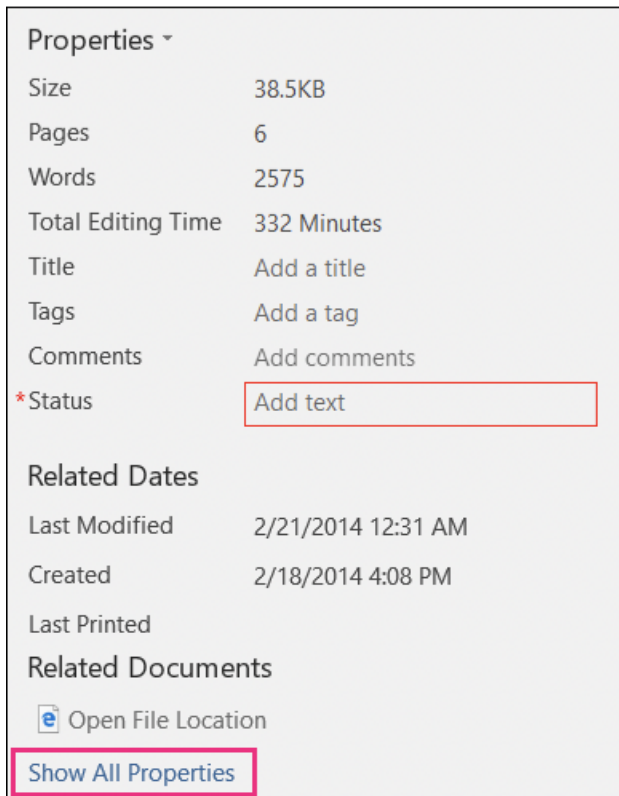 Properties
Size 38.5KB
Pages 6
Words 2575
Total Editing Time 332 Minutes
Title Add a title
Tags Add a tag
Comments Add comments
*Status Add text
Related Dates
Last Modified 2/21/2014 12:31 AM
Created 2/18/2014 4:08 PM
Last Printed
Related Documents
Open File Location
Show All Properties